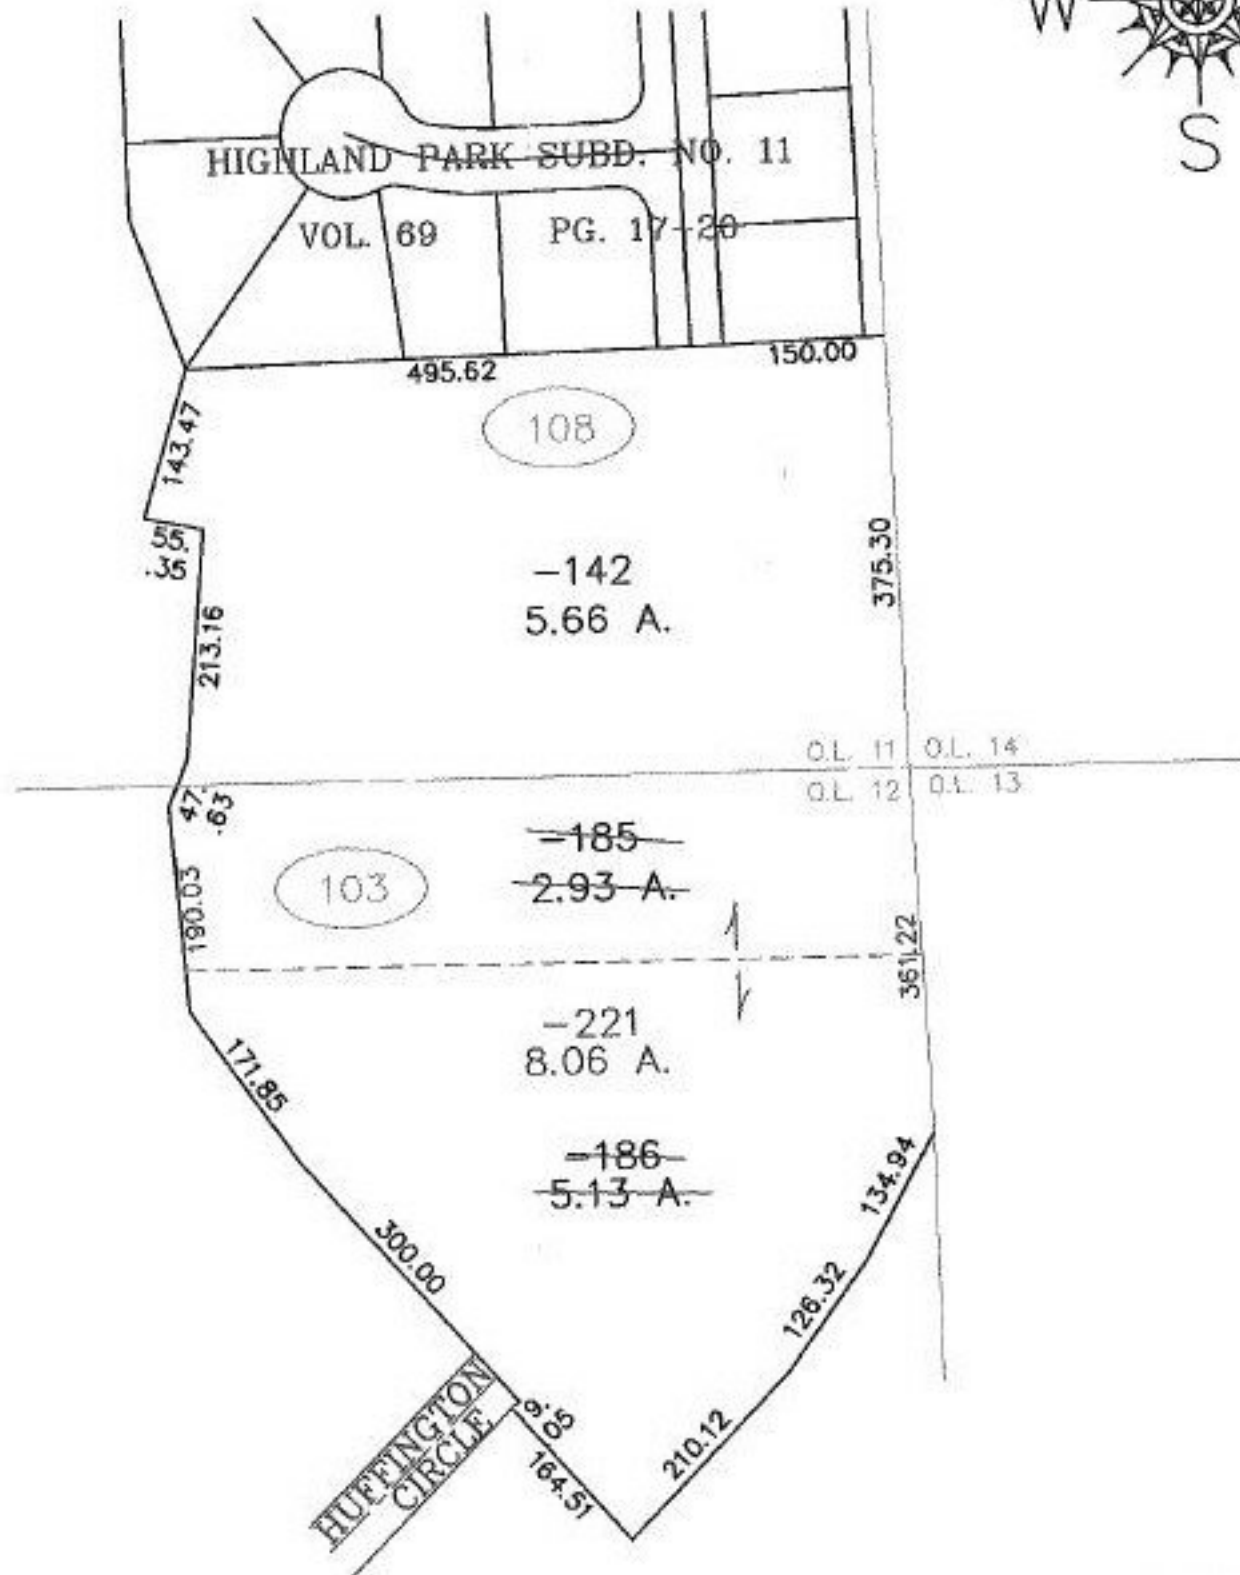 W
S
HIGHLAND PARK SUBD. NO. 11
VOL. 69 PG. 17-20
495.62
150.00
108
143.47
55.
.35
-142
5.66 A.
375.30
213.16
O.L. 11 O.L. 14
O.L. 12 O.L. 13
47.
.63
-185
2.93 A.
103
190.03
361.22
-221
8.06 A.
171.85
-186
5.13 A.
134.94
300.00
126.32
HUFFINGTON
CIRCLE
9.
05
164.51
210.12